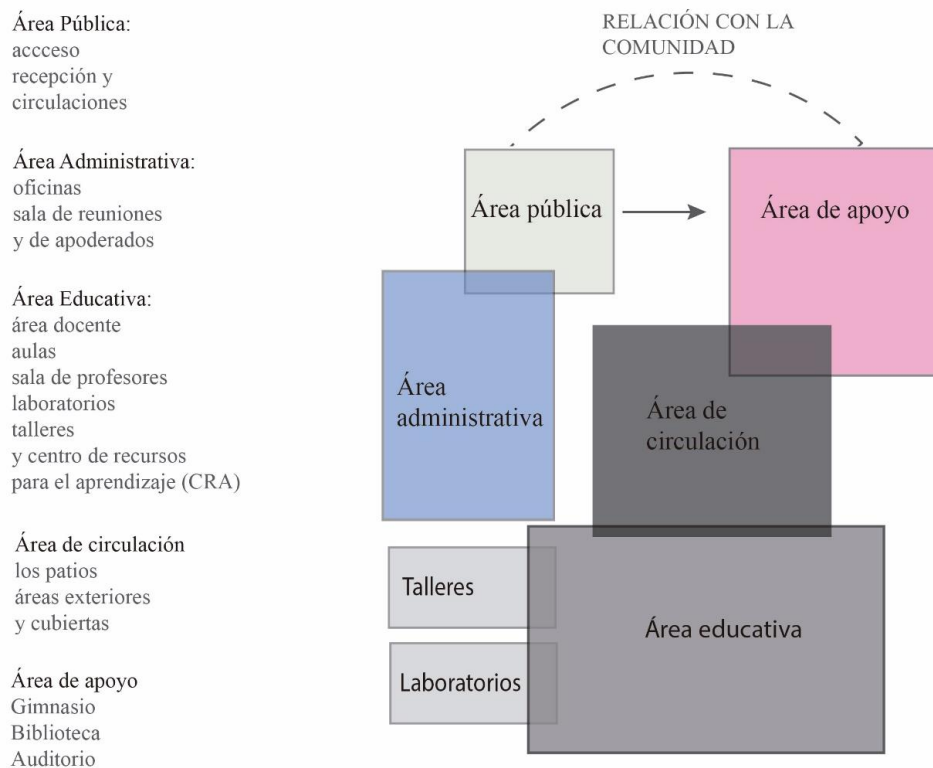 Área Pública:
accceso
recepción y
circulaciones
Área Administrativa:
oficinas
sala de reuniones
y de apoderados
Área Educativa:
área docente
aulas
sala de profesores
laboratorios
talleres
y centro de recursos
para el aprendizaje (CRA)
Área de circulación
los patios
áreas exteriores
y cubiertas
Área de apoyo
Gimnasio
Biblioteca
Auditorio
RELACIÓN CON LA
COMUNIDAD
Área pública
Área de apoyo
Área
administrativa
Área de
circulación
Talleres
Laboratorios
Área educativa